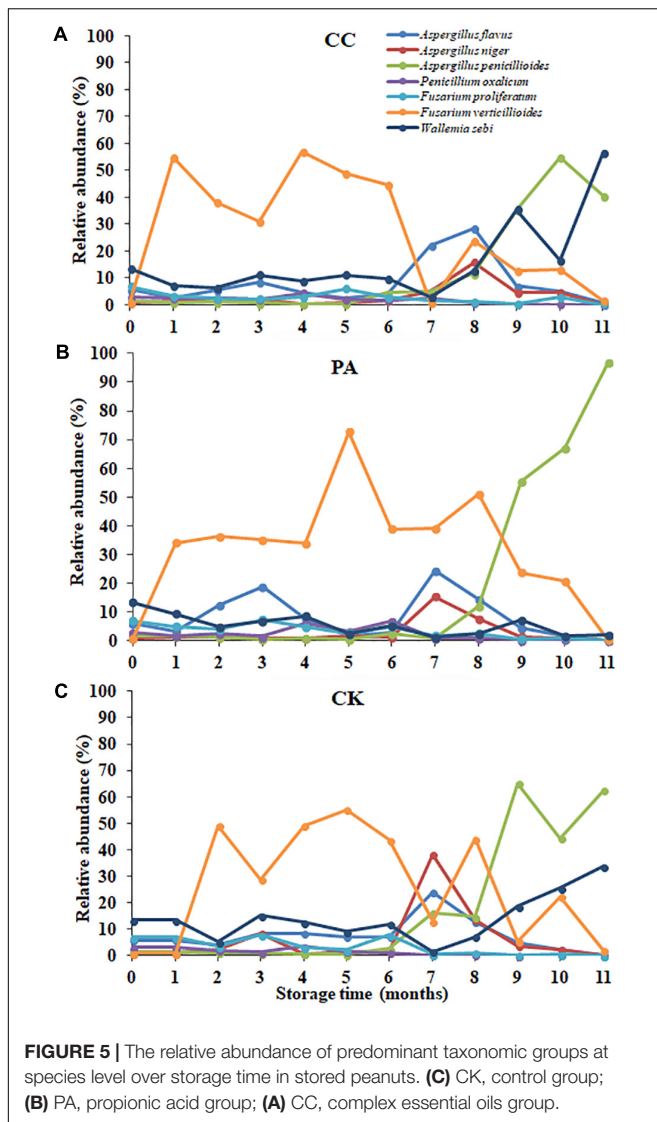 A
CC
Aspergillus flavus
Aspergillus niger
Aspergillus penicillioides
Penicillium oxalicum
Fusarium proliferatum
Fusarium verticillioides
Wallemia sebi
Relative abundance (%)
100
90
80
70
60
50
40
30
20
10
0
0 1 2 3 4 5 6 7 8 9 10 11
B
PA
Relative abundance (%)
100
90
80
70
60
50
40
30
20
10
0
0 1 2 3 4 5 6 7 8 9 10 11
C
CK
Relative abundance (%)
100
90
80
70
60
50
40
30
20
10
0
0 1 2 3 4 5 6 7 8 9 10 11
Storage time (months)
FIGURE 5 | The relative abundance of predominant taxonomic groups at
species level over storage time in stored peanuts. (C) CK, control group;
(B) PA, propionic acid group; (A) CC, complex essential oils group.